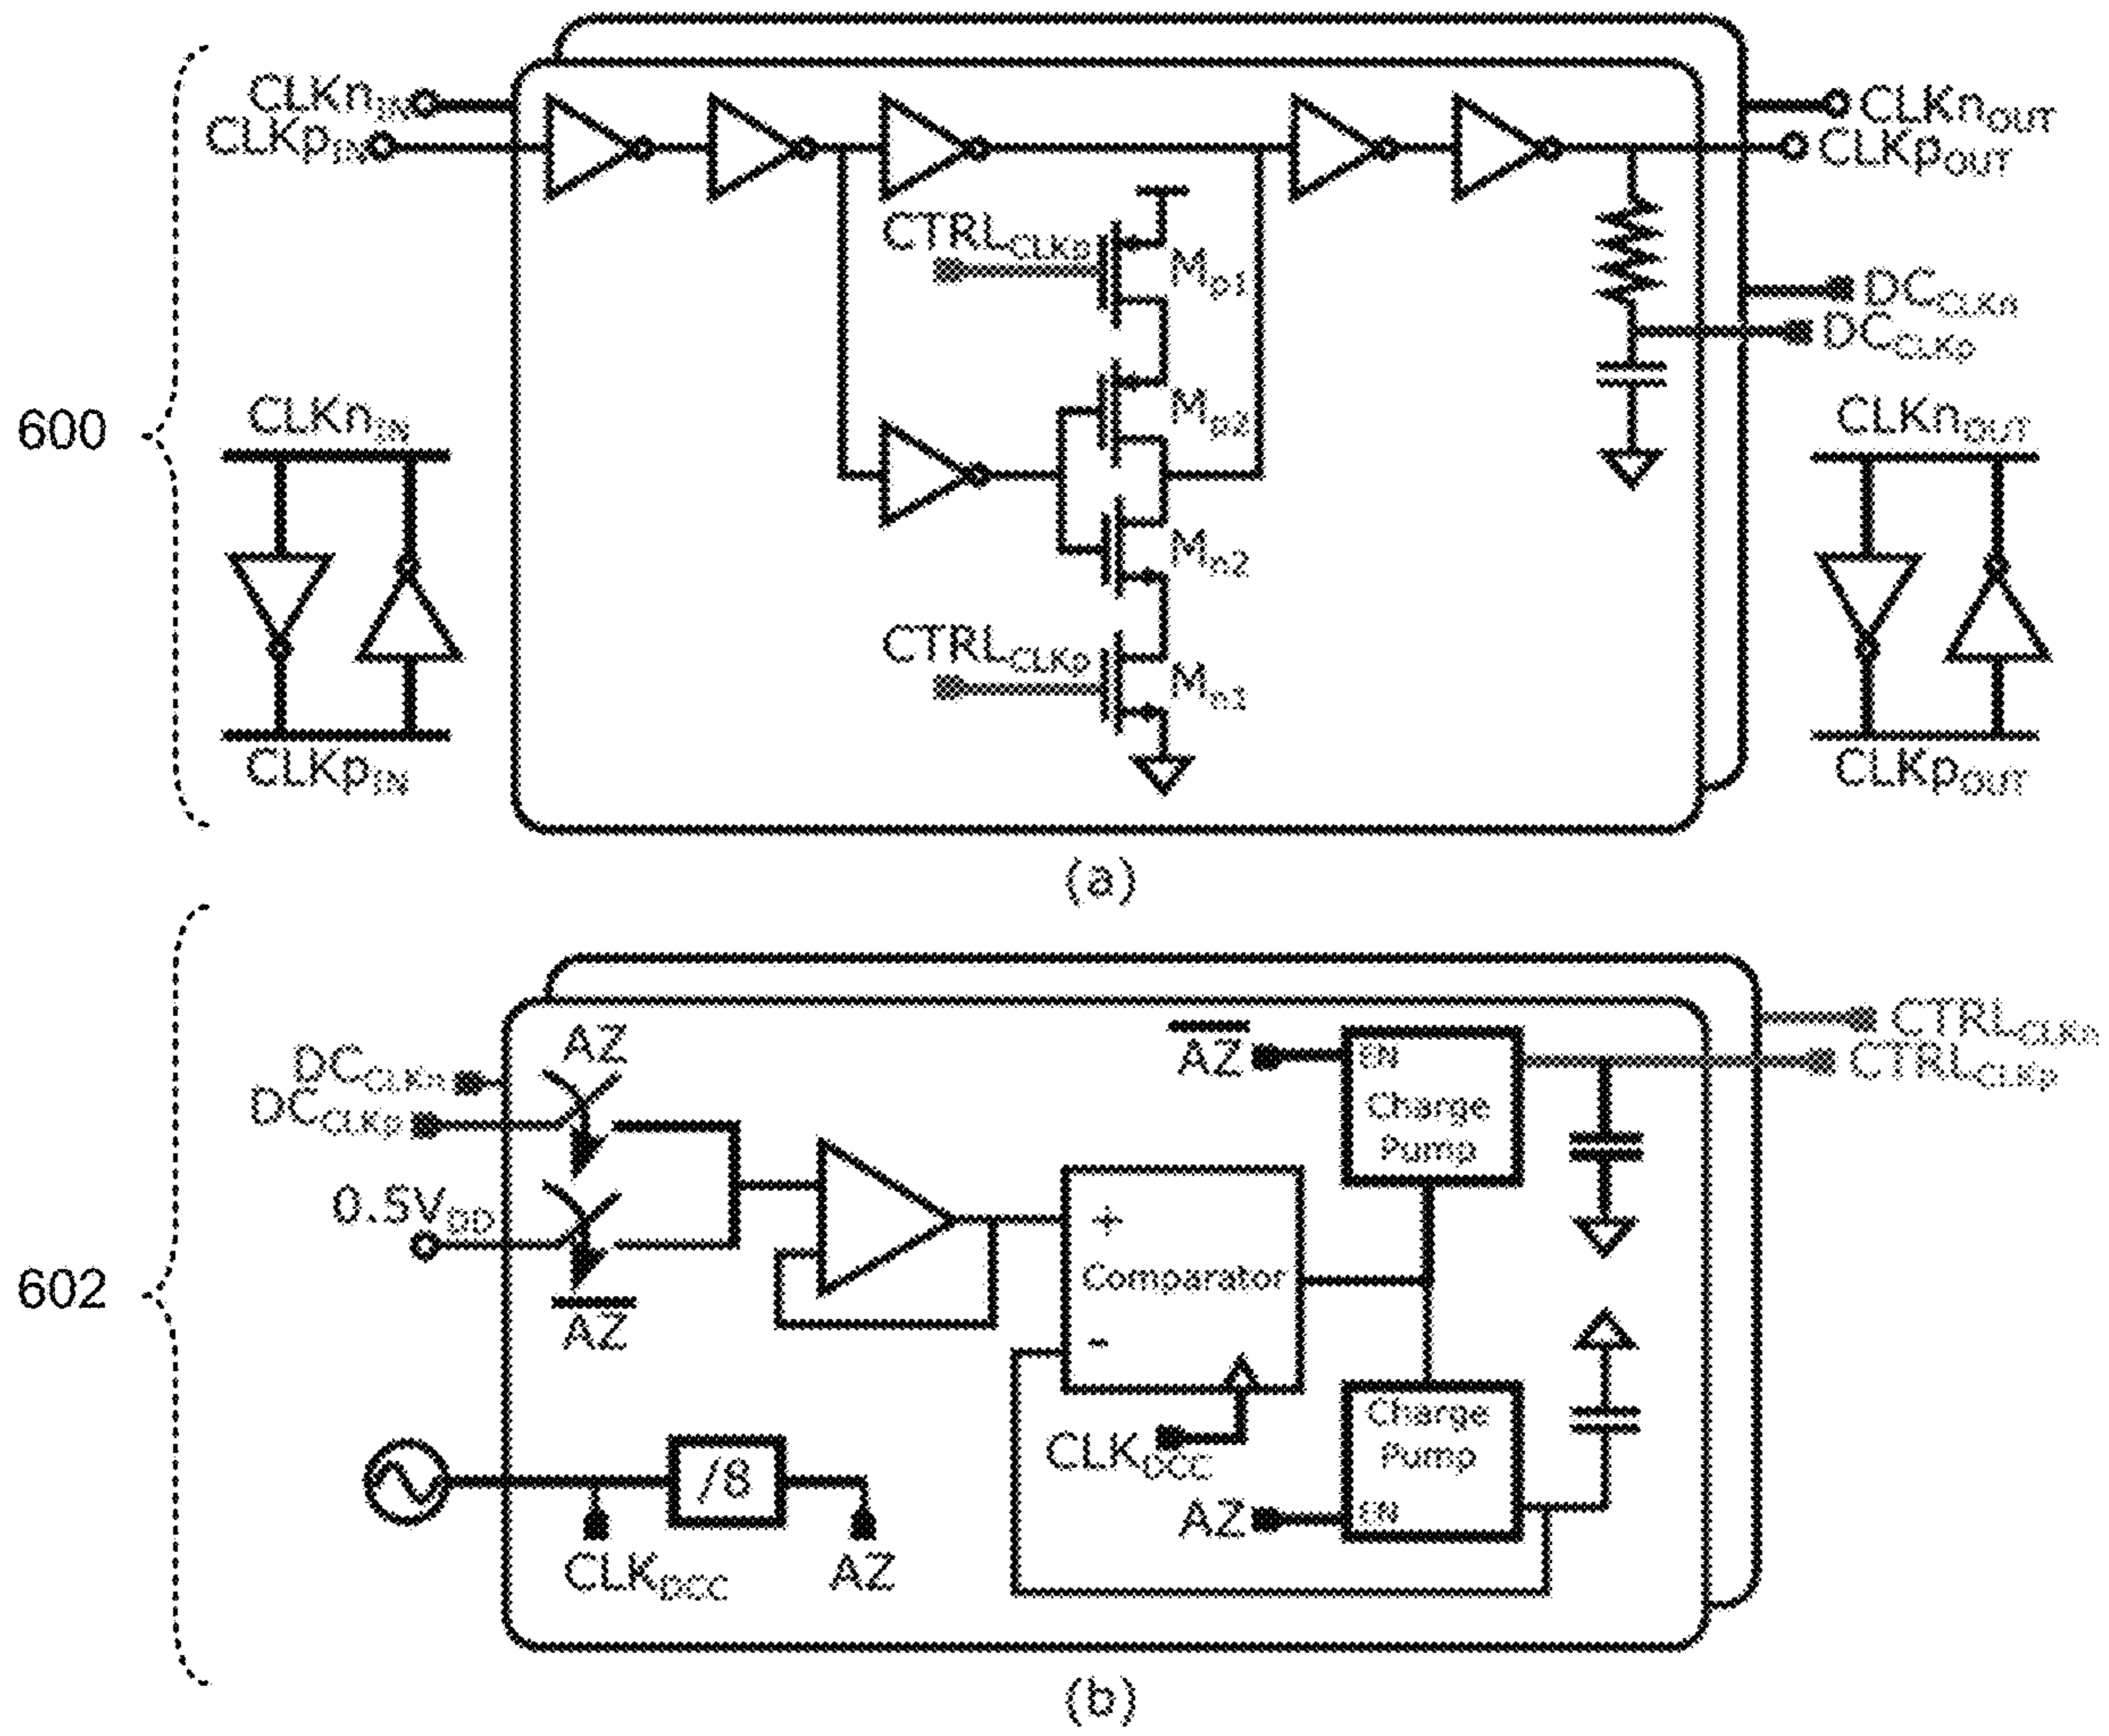 CLKnIN
CLKpIN
CLKnOUT
CLKpOUT
CTRLCLKp
Mp1
DCCLKn
DCCLKp
600
CLKnIN
Mp2
CLKnOUT
Mn2
CTRLCLKp
Mn1
CLKpIN
CLKpOUT
(a)
602
DCCLKn
DCCLKp
AZ
AZ
EN
Charge
Pump
CTRLCLKn
CTRLCLKp
0.5VDD
AZ
+
Comparator
-
CLKDCC
Charge
Pump
AZ
EN
/8
CLKDCC
AZ
(b)